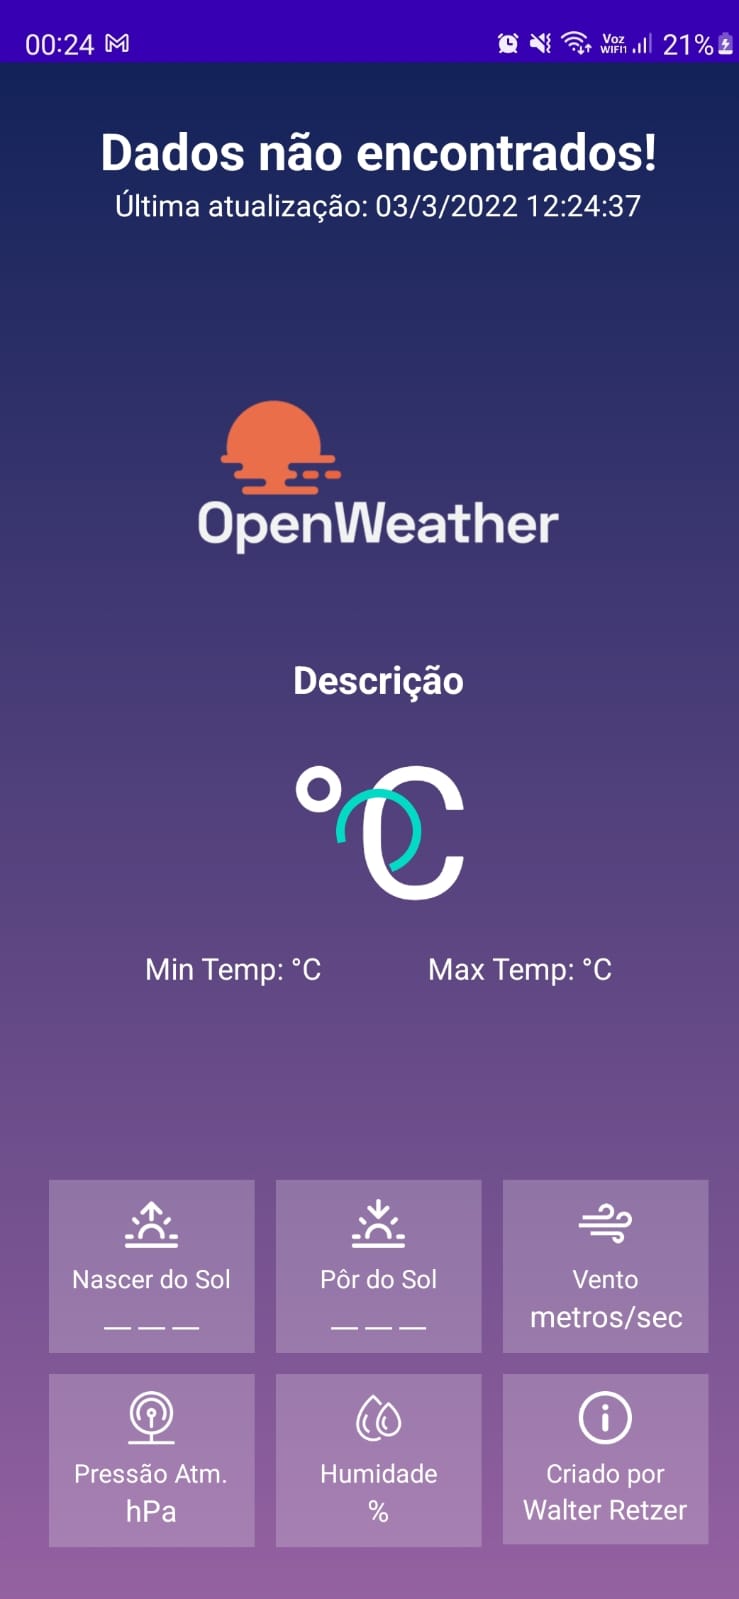 00:24
Voz
WIFI1
21%
Dados não encontrados!
Última atualização: 03/3/2022 12:24:37
OpenWeather
Descrição
°C
Min Temp: °C Max Temp: °C
Nascer do Sol
_ _ _
Pôr do Sol
_ _ _
Vento
metros/sec
Pressão Atm.
hPa
Humidade
%
Criado por
Walter Retzer